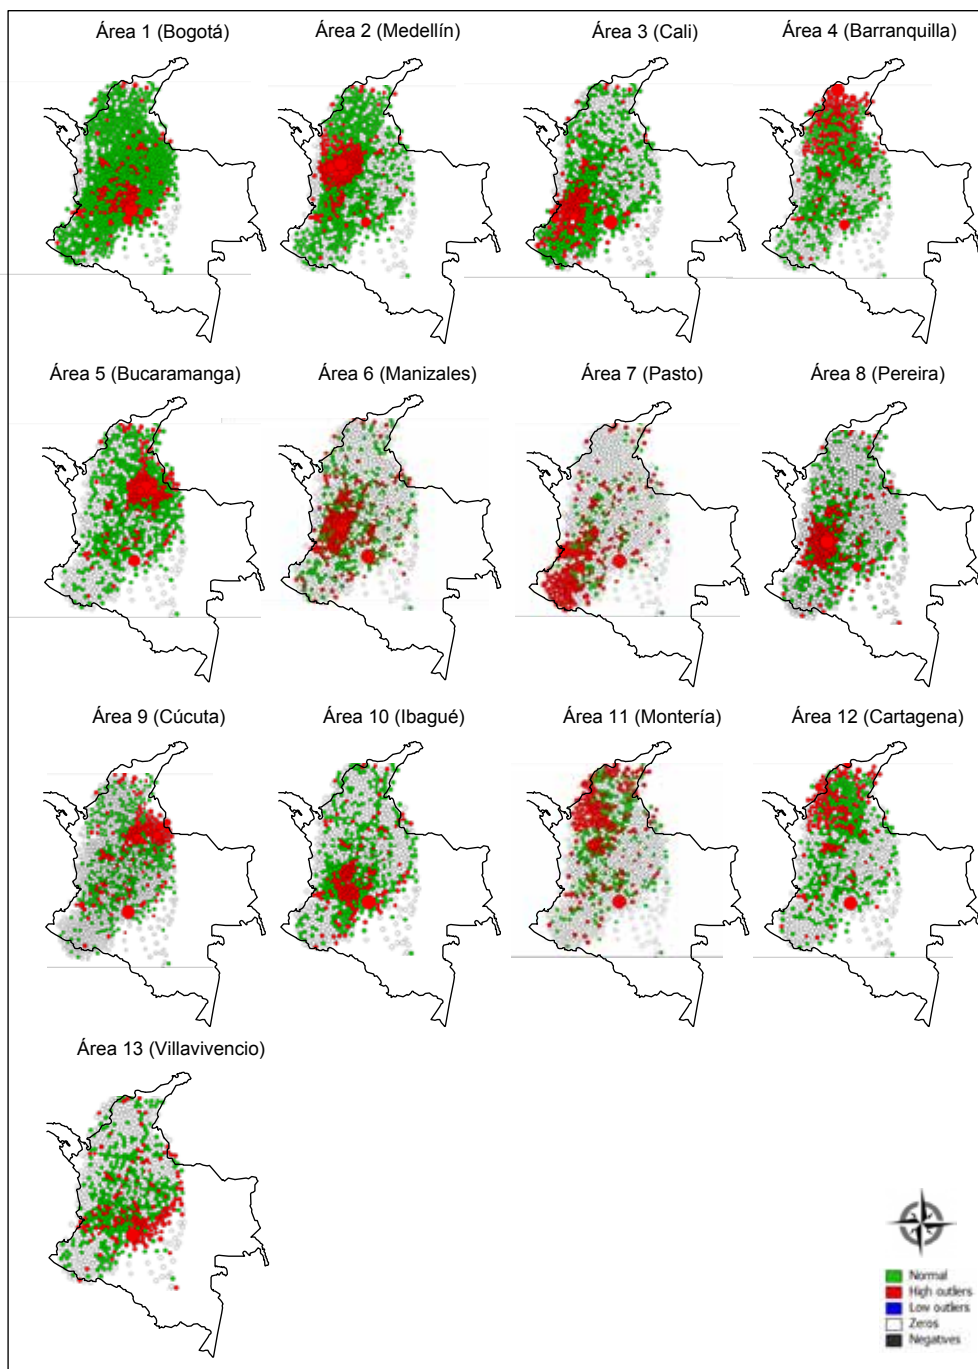 Área 1 (Bogotá)
Área 2 (Medellín)
Área 3 (Cali)
Área 4 (Barranquilla)
Área 5 (Bucaramanga)
Área 6 (Manizales)
Área 7 (Pasto)
Área 8 (Pereira)
Área 9 (Cúcuta)
Área 10 (Ibagué)
Área 11 (Montería)
Área 12 (Cartagena)
Área 13 (Villavivencio)
Normal
High outliers
Low outliers
Zeros
Negatives